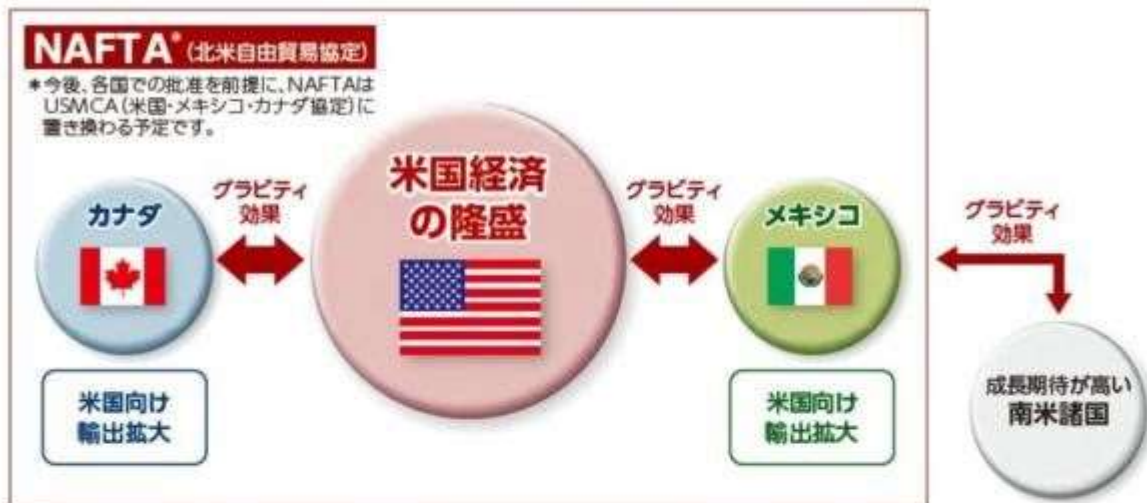 NAFTA*(北米自由貿易協定)
*今後、各国での批准を前提に、NAFTAは
USMCA(米国・メキシコ・カナダ協定)に
置き換わる予定です。
カナダ
グラビティ
効果
米国経済
の隆盛
グラビティ
効果
メキシコ
グラビティ
効果
米国向け
輸出拡大
米国向け
輸出拡大
成長期待が高い
南米諸国